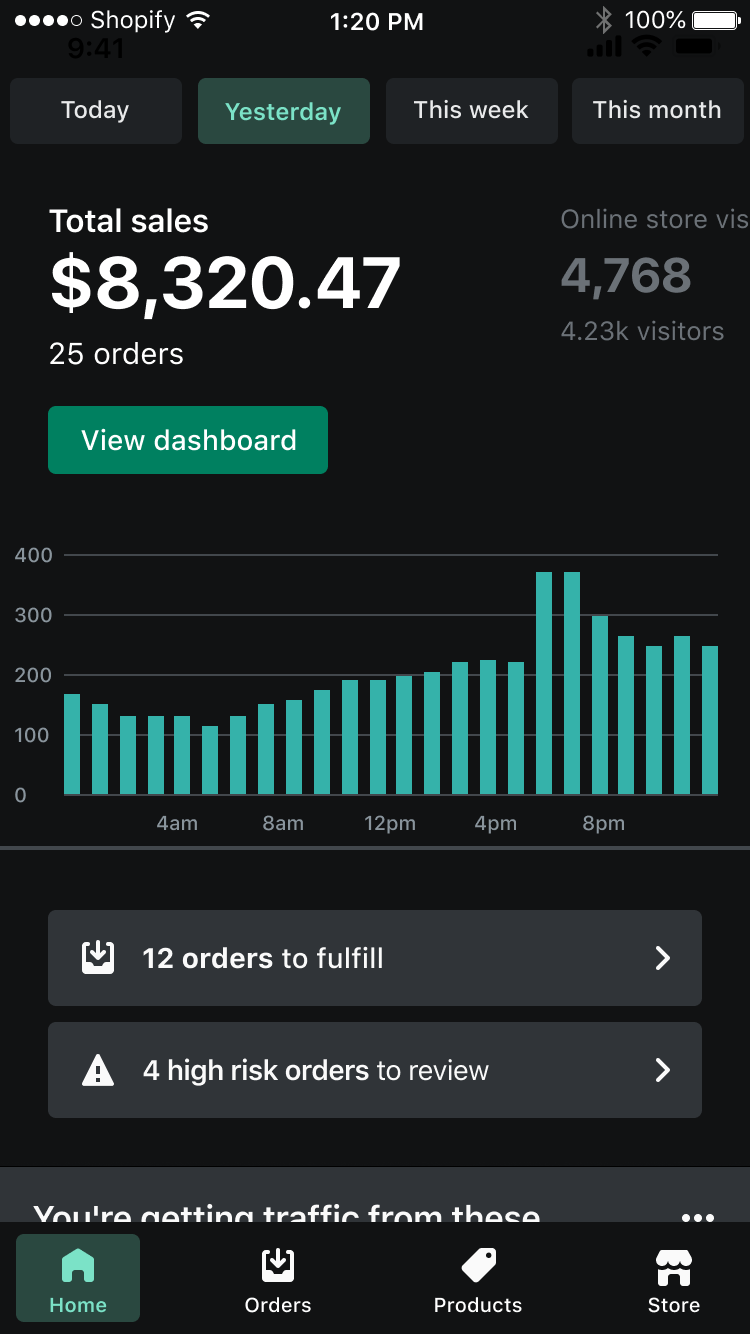 Shopify 1:20 PM 100%
9:41
Today Yesterday This week This month
Total sales Online store vis
$8,320.47 4,768
25 orders 4.23k visitors
View dashboard
400
300
200
100
0
4am 8am 12pm 4pm 8pm
12 orders to fulfill
4 high risk orders to review
You're getting traffic from these
Home Orders Products Store